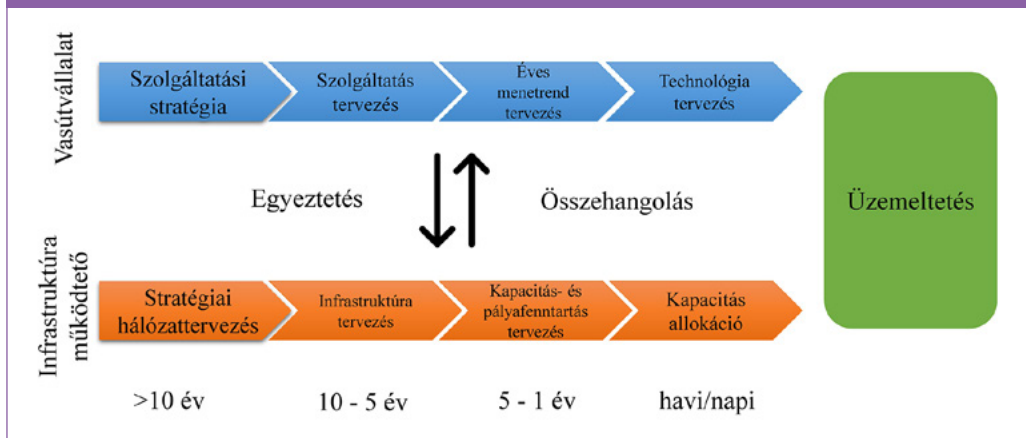 Vasútvállalat
Szolgáltatási
stratégia
Szolgáltatás
tervezés
Éves
menetrend
tervezés
Technológia
tervezés
Egyeztetés
Összehangolás
Üzemeltetés
Infrastruktúra
működtető
Stratégiai
hálózattervezés
Infrastruktúra
tervezés
Kapacitás- és
pályafenntartás
tervezés
Kapacitás
allokáció
>10 év
10 - 5 év
5 - 1 év
havi/napi